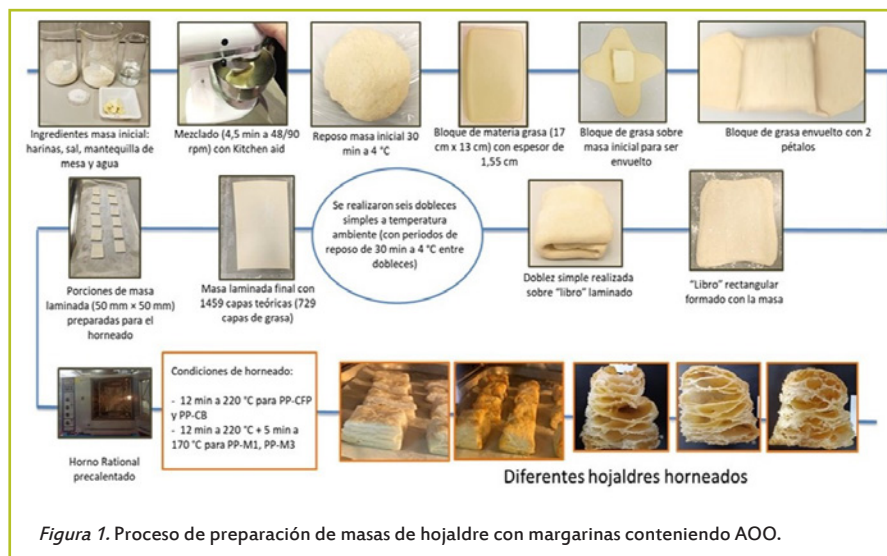 Ingredientes masa inicial:
harinas, sal, mantequilla de
mesa y agua
Mezclado (4,5 min a 48/90
rpm) con Kitchen aid
Reposo masa inicial 30
min a 4 °C
Bloque de materia grasa (17
cm x 13 cm) con espesor de
1,55 cm
Bloque de grasa sobre
masa inicial para ser
envuelto
Bloque de grasa envuelto con 2
pétalos
Porciones de masa
laminada (50 mm × 50 mm)
preparadas para el
horneado
Masa laminada final con
1459 capas teóricas (729
capas de grasa)
Se realizaron seis dobleces
simples a temperatura
ambiente (con periodos de
reposo de 30 min a 4 °C entre
dobleces)
Doblez simple realizada
sobre "libro" laminado
"Libro" rectangular
formado con la masa
Horno Rational
precalentado
Condiciones de horneado:
- 12 min a 220 °C para PP-CFP
y PP-CB
- 12 min a 220 °C + 5 min a
170 °C para PP-M1, PP-M3
Diferentes hojaldres horneados
Figura 1. Proceso de preparación de masas de hojaldre con margarinas conteniendo AOO.